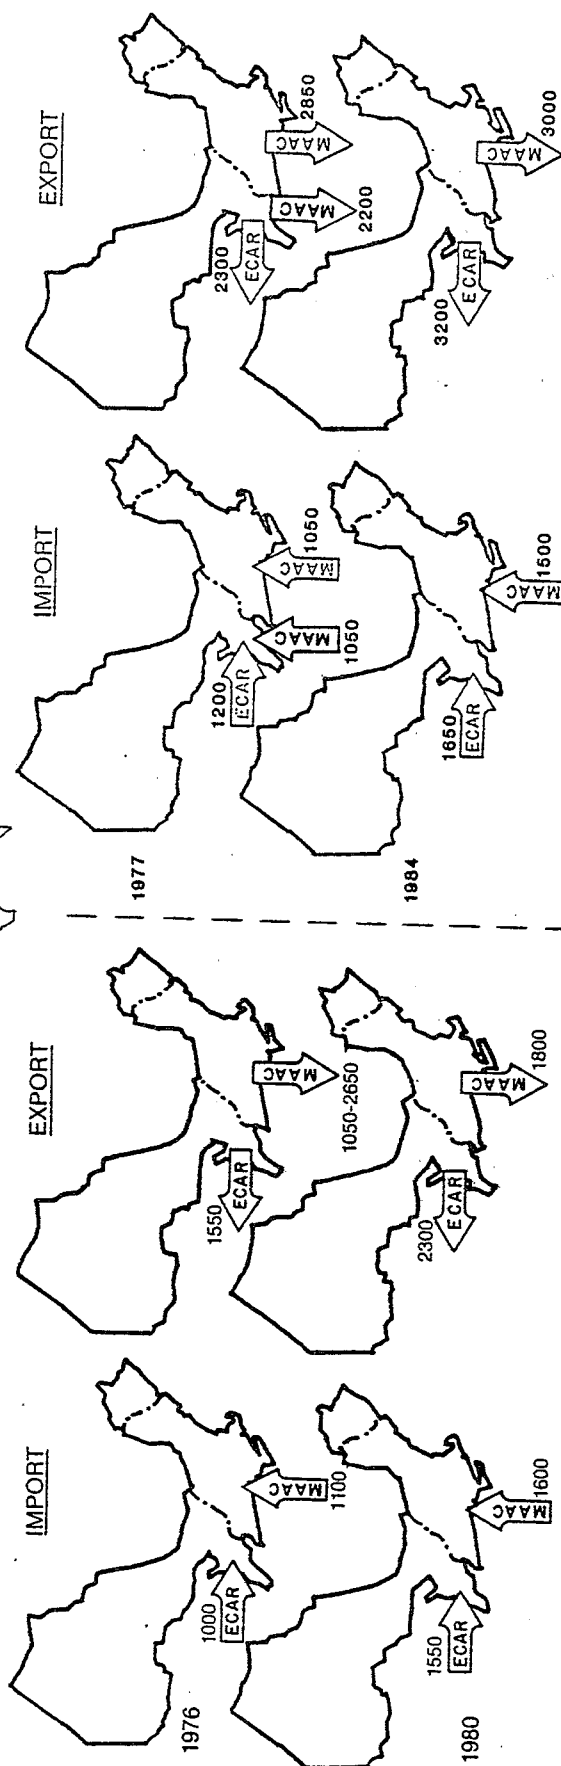 IMPORT
EXPORT
1976
1000
ECAR
MAAC
1100
1550
ECAR
MAAC
1050-2650
1980
1550
ECAR
MAAC
1600
2300
ECAR
MAAC
1800
IMPORT
EXPORT
1977
1200
ECAR
MAAC
1050
MAAC
1050
2300
ECAR
MAAC
2200
MAAC
2850
1984
1650
ECAR
MAAC
1500
3200
ECAR
MAAC
3000